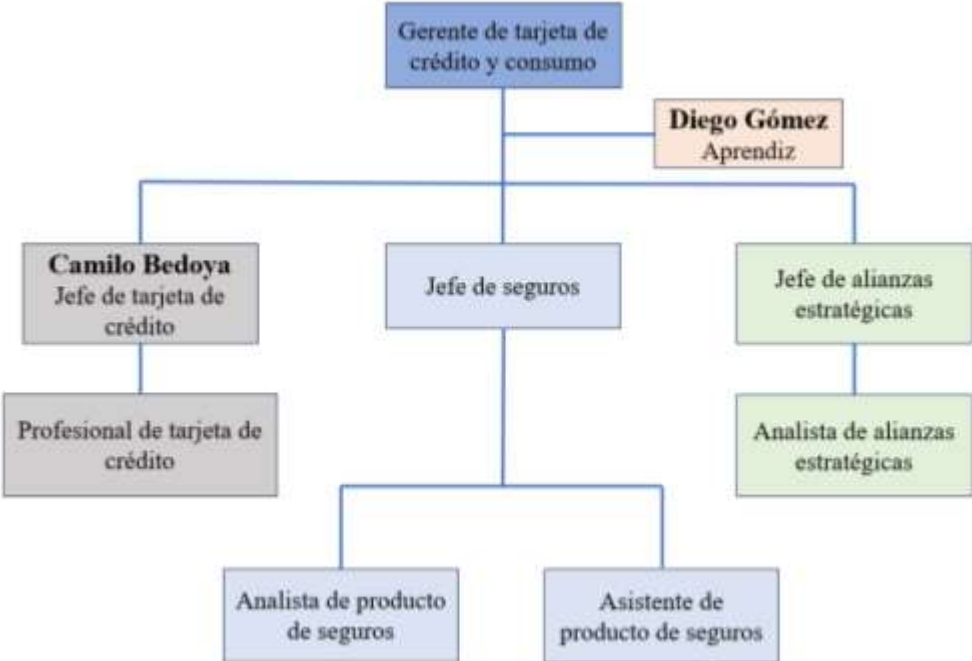 Gerente de tarjeta de
crédito y consumo
Diego Gómez
Aprendiz
Camilo Bedoya
Jefe de tarjeta de
crédito
Jefe de seguros
Jefe de alianzas
estratégicas
Profesional de tarjeta de
crédito
Analista de alianzas
estratégicas
Analista de producto
de seguros
Asistente de
producto de seguros